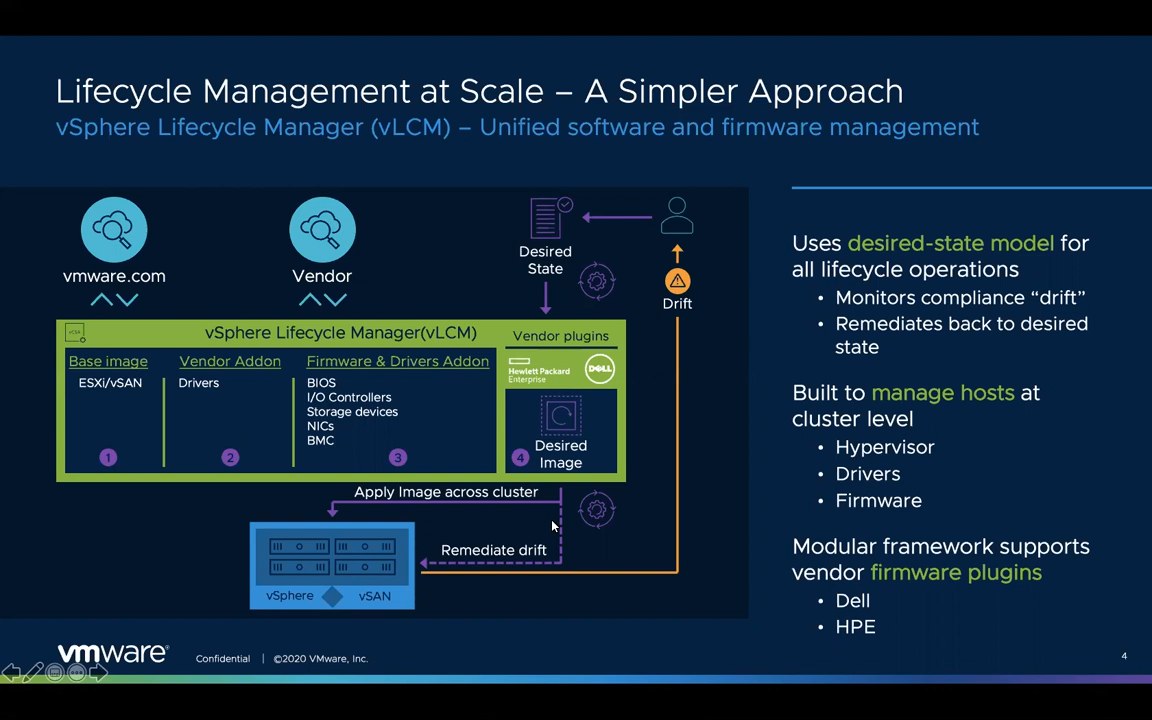 Lifecycle Management at Scale – A Simpler Approach
vSphere Lifecycle Manager (vLCM) – Unified software and firmware management
vmware.com
Vendor
Desired
State
Drift
vSphere Lifecycle Manager(vLCM)
Base image
ESXi/vSAN
1
Vendor Addon
Drivers
2
Firmware & Drivers Addon
BIOS
I/O Controllers
Storage devices
NICs
BMC
3
Vendor plugins
Hewlett Packard
Enterprise
DELL
Desired
Image
4
Apply Image across cluster
Remediate drift
vSphere
vSAN
Uses desired-state model for
all lifecycle operations
• Monitors compliance “drift”
• Remediates back to desired
state
Built to manage hosts at
cluster level
• Hypervisor
• Drivers
• Firmware
Modular framework supports
vendor firmware plugins
• Dell
• HPE
vmware®
Confidential | ©2020 VMware, Inc.
4